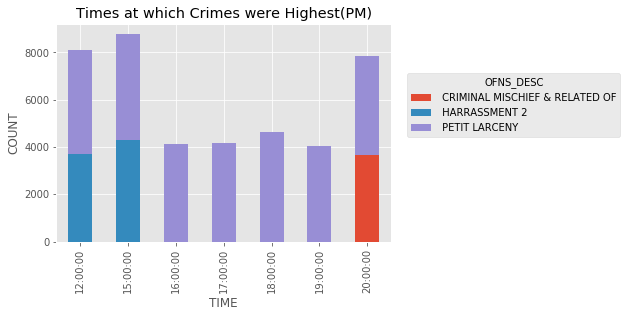 Times at which Crimes were Highest(PM)
COUNT
8000
6000
4000
2000
0
12:00:00
15:00:00
16:00:00
17:00:00
18:00:00
19:00:00
20:00:00
TIME
OFNS_DESC
CRIMINAL MISCHIEF & RELATED OF
HARRASSMENT 2
PETIT LARCENY